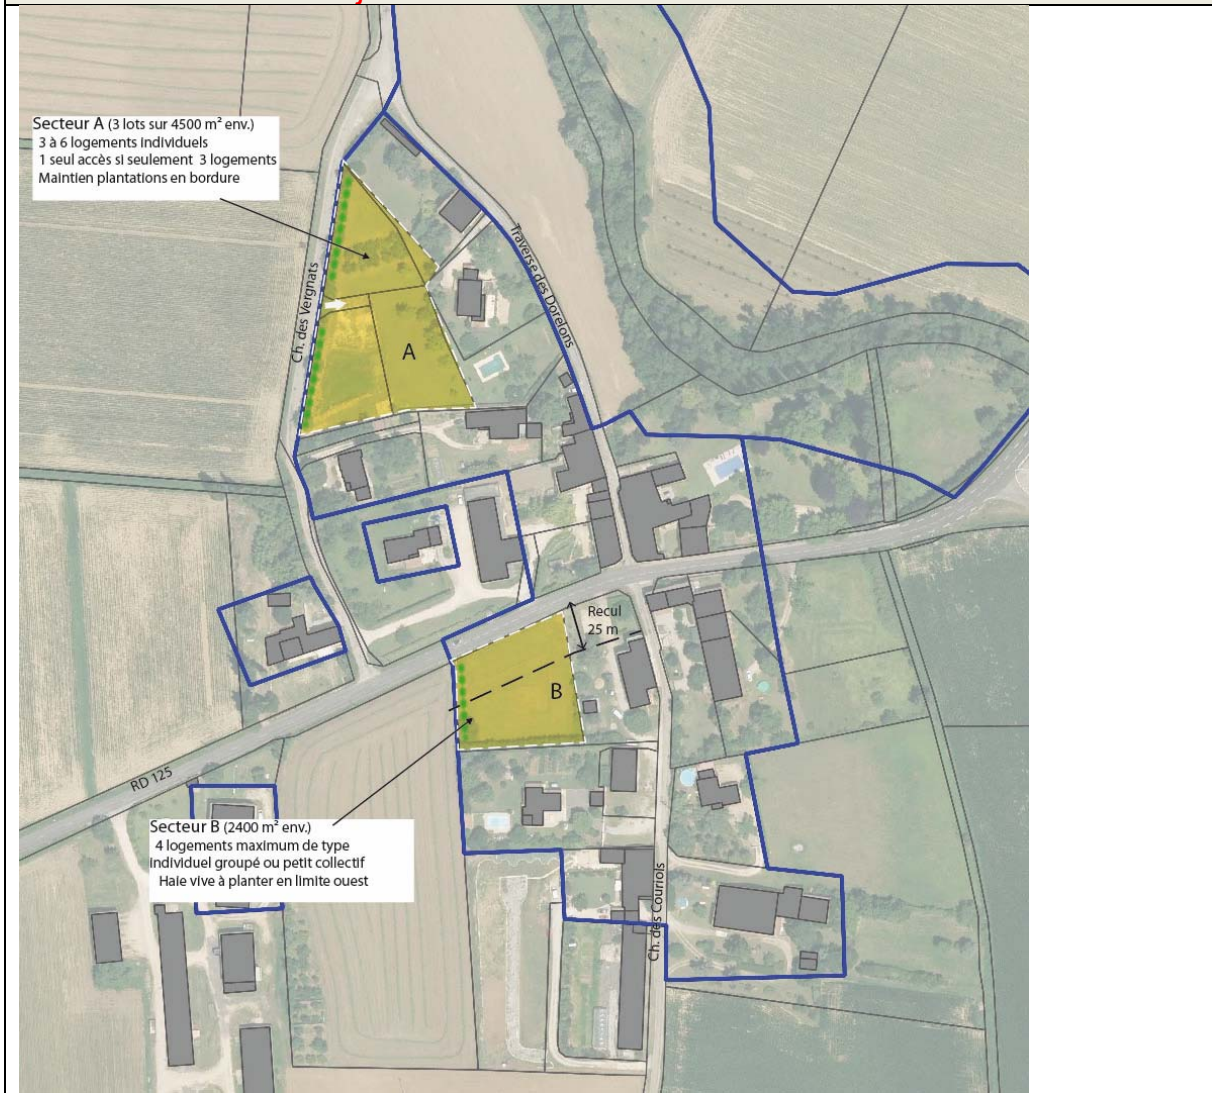 Secteur A (3 lots sur 4500 m² env.)
3 à 6 logements individuels
1 seul accès si seulement 3 logements
Maintien plantations en bordure
Traverse des Dorelons
Ch. des Vergnats
A
Recul
25 m
B
RD 125
Secteur B (2400 m² env.)
4 logements maximum de type
individuel groupé ou petit collectif
Haie vive à planter en limite ouest
Ch. des Couriols